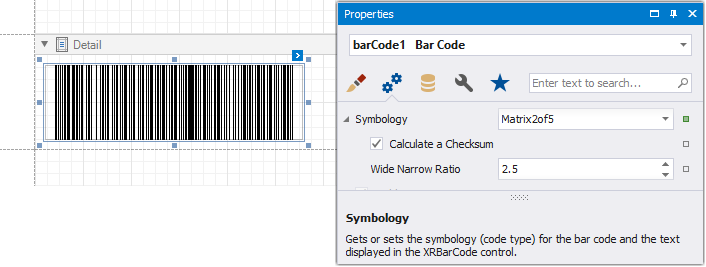 Detail
Properties
barCode1 Bar Code
Enter text to search...
Symbology
Matrix2of5
Calculate a Checksum
Wide Narrow Ratio
2.5
Symbology
Gets or sets the symbology (code type) for the bar code and the text
displayed in the XRBarCode control.